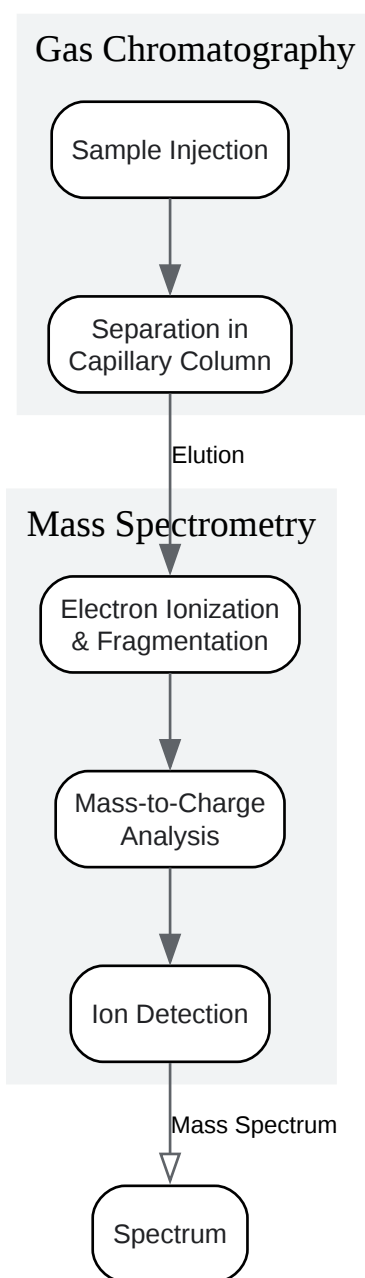 Gas Chromatography
Sample Injection
Separation in
Capillary Column
Elution
Mass Spectrometry
Electron Ionization
& Fragmentation
Mass-to-Charge
Analysis
Ion Detection
Mass Spectrum
Spectrum